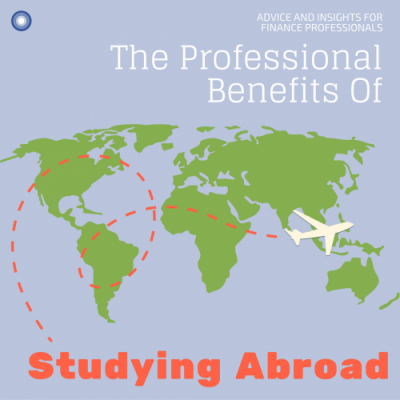 ADVICE AND INSIGHTS FOR
FINANCE PROFESSIONALS
The Professional
Benefits Of
Studying Abroad